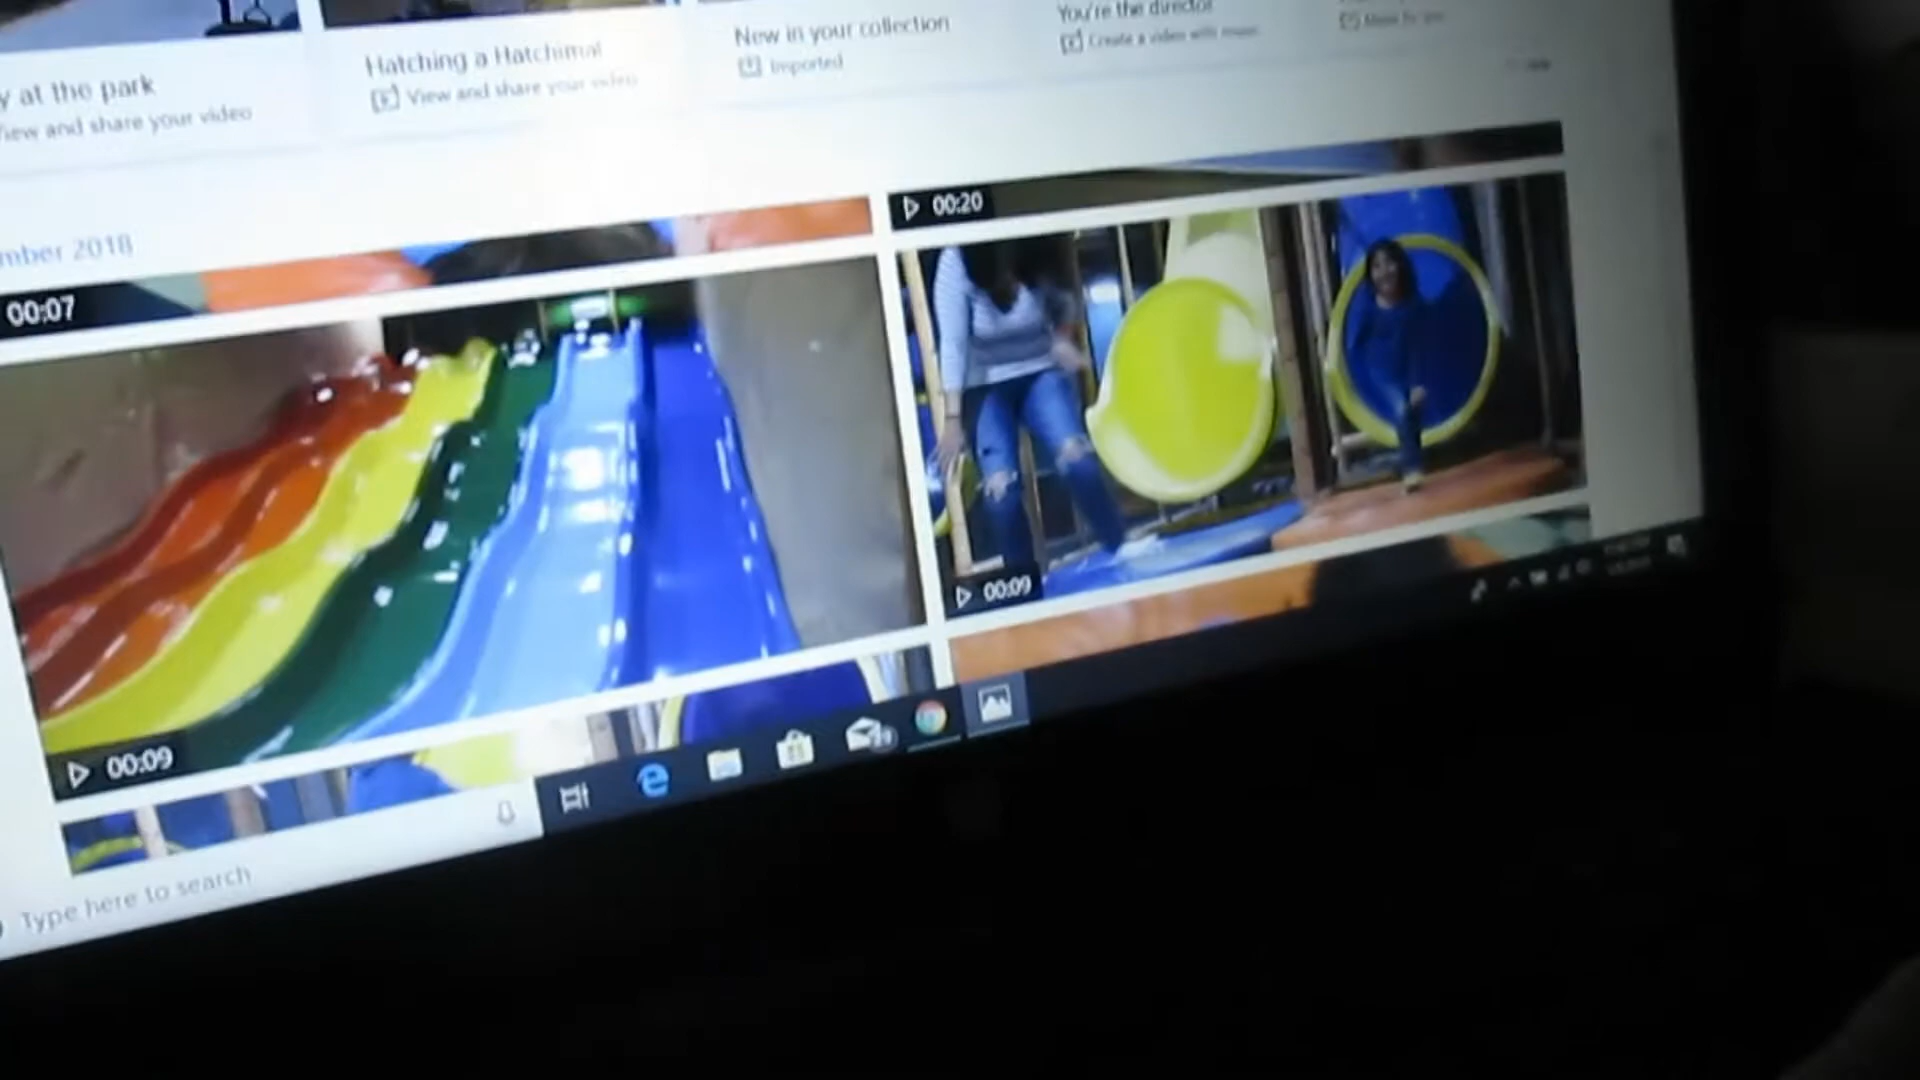 y at the park
iew and share your video
Hatching a Hatchimal
View and share your video
New in your collection
Imported
You're the director
Create a video with music
mber 2018
00:07
00:20
00:09
00:09
Type here to search